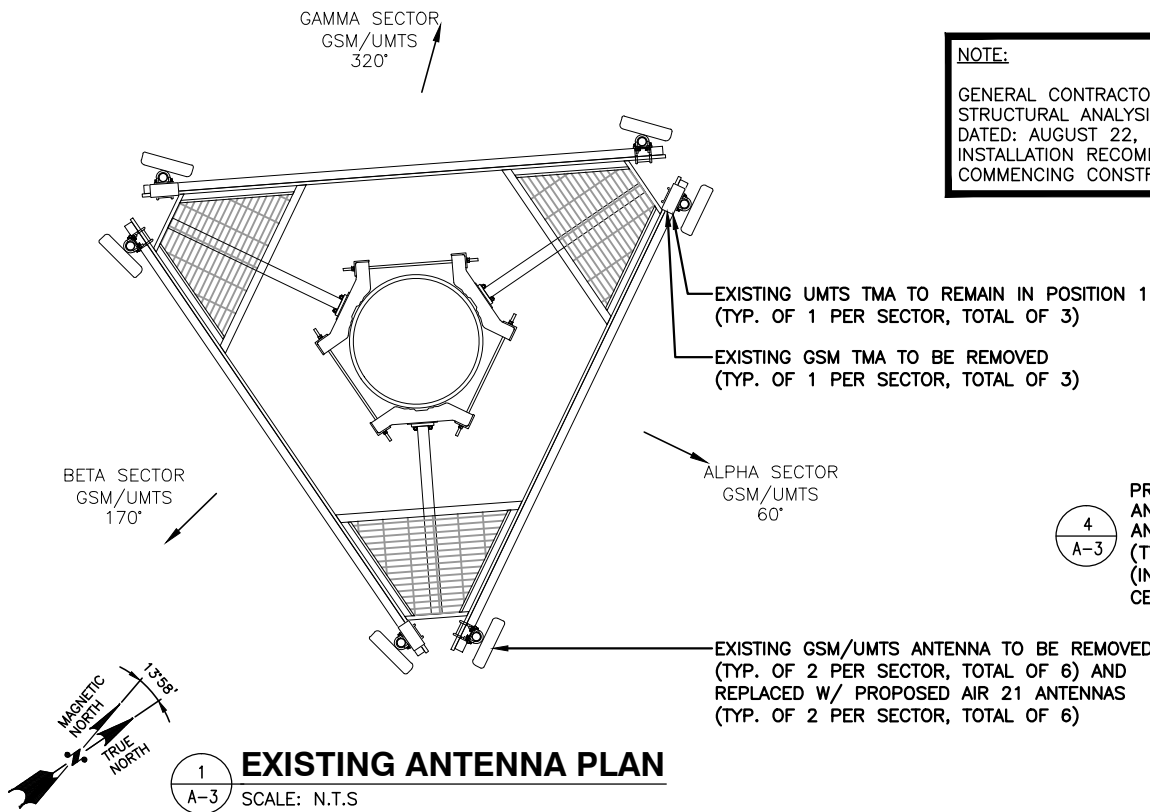 GAMMA SECTOR
GSM/UMTS
320°
NOTE:
GENERAL CONTRACTO
STRUCTURAL ANALYSI
DATED: AUGUST 22,
INSTALLATION RECOM
COMMENCING CONST
EXISTING UMTS TMA TO REMAIN IN POSITION 1
(TYP. OF 1 PER SECTOR, TOTAL OF 3)
EXISTING GSM TMA TO BE REMOVED
(TYP. OF 1 PER SECTOR, TOTAL OF 3)
BETA SECTOR
GSM/UMTS
170°
ALPHA SECTOR
GSM/UMTS
60°
4
A-3
PR
AN
AN
(T
(IN
CE
EXISTING GSM/UMTS ANTENNA TO BE REMOVED
(TYP. OF 2 PER SECTOR, TOTAL OF 6) AND
REPLACED W/ PROPOSED AIR 21 ANTENNAS
(TYP. OF 2 PER SECTOR, TOTAL OF 6)
13°58'
MAGNETIC
NORTH
TRUE
NORTH
N
1
A-3
EXISTING ANTENNA PLAN
SCALE: N.T.S